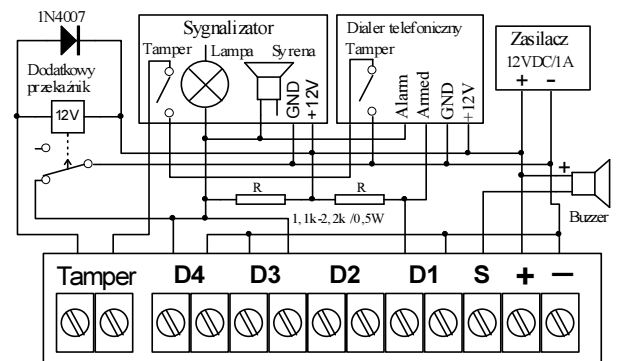 1N4007
Sygnalizator
Tamper Lampa Syrena
GND
+12V
Dialer telefoniczny
Tamper
Alarm
Armed
GND
+12V
Zasilacz
12VDC/1A
+ -
Dodatkowy
przekaźnik
12V
R R
1,1k-2,2k /0,5W
+
Buzzer
Tamper D4 D3 D2 D1 S + –